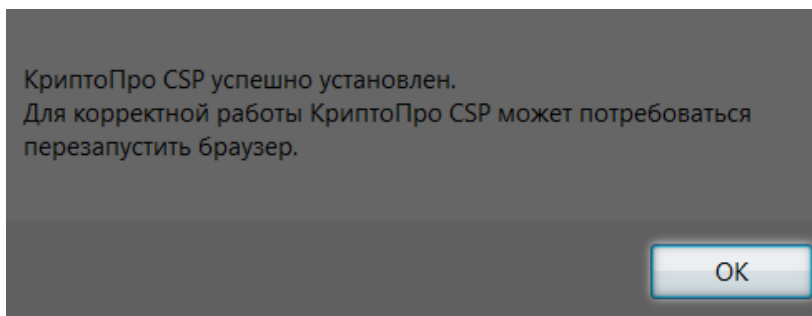 КриптоПро CSP успешно установлен.
Для корректной работы КриптоПро CSP может потребоваться
перезапустить браузер.
OK